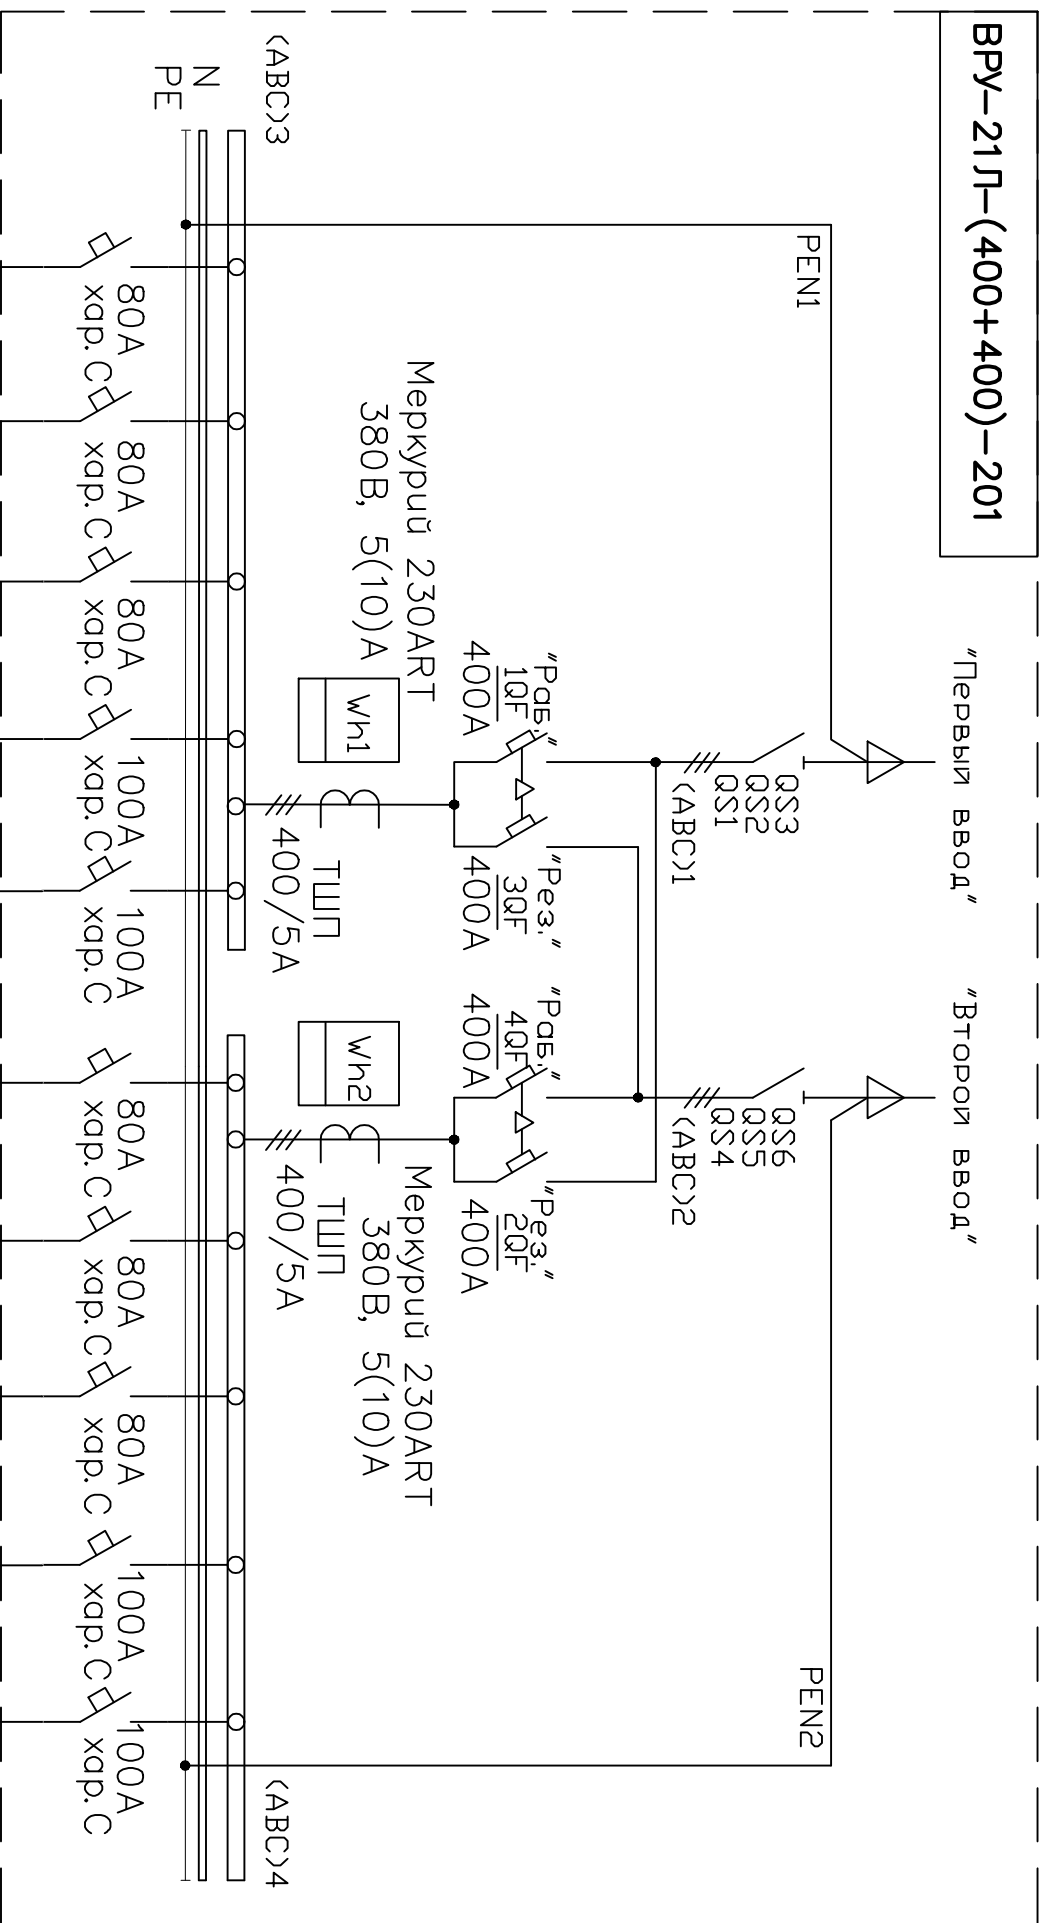 ВРУ-21Л-(400+400)-201
"Первый ввод"
"Второй ввод"
PEN1
PEN2
QS3
QS2
QS1
(ABC)1
QS6
QS5
QS4
(ABC)2
"Раб."
1QF
400A
"Рез."
3QF
400A
"Раб."
4QF
400A
"Рез."
2QF
400A
Меркурий 230ART
380В, 5(10)А
Wh1
ТШП
400/5А
Wh2
Меркурий 230ART
380В, 5(10)А
ТШП
400/5А
(ABC)3
(ABC)4
N
PE
80А
хар.С
80А
хар.С
80А
хар.С
100А
хар.С
100А
хар.С
80А
хар.С
80А
хар.С
80А
хар.С
100А
хар.С
100А
хар.С